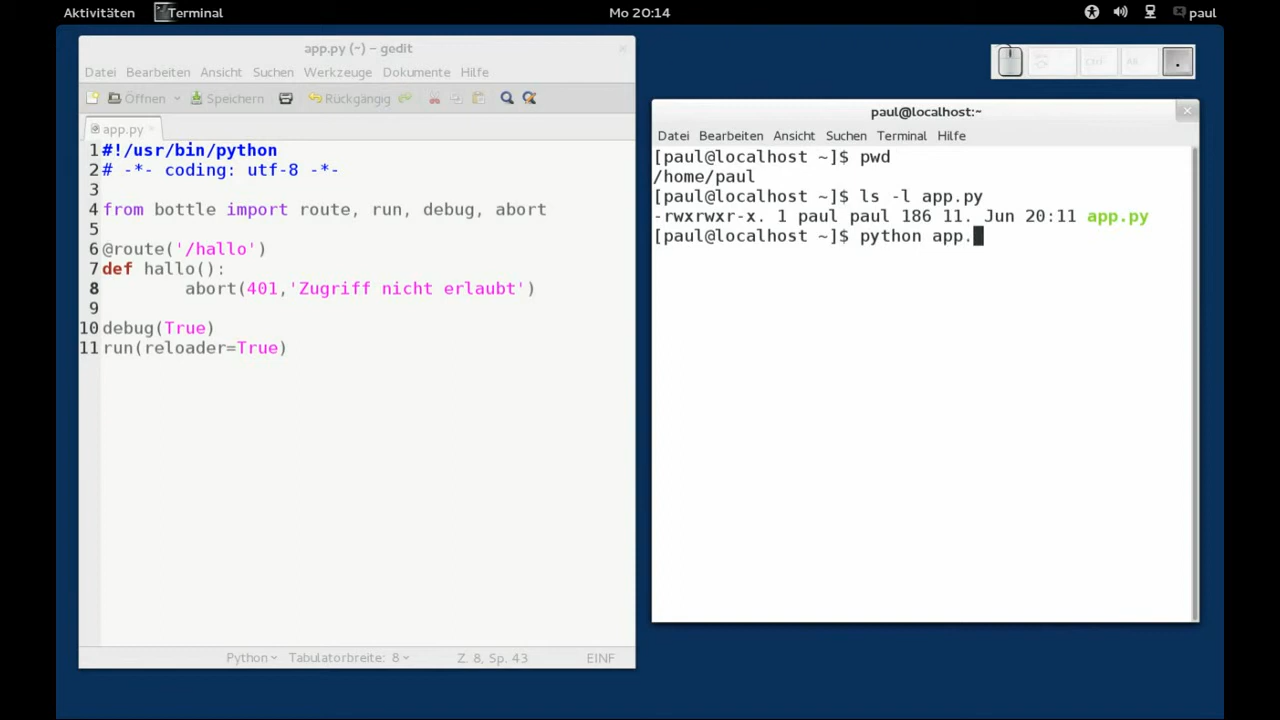 Aktivitäten Terminal Mo 20:14 paul
app.py (~) – gedit
Datei Bearbeiten Ansicht Suchen Werkzeuge Dokumente Hilfe
Öffnen Speichern Rückgängig
app.py
1 #!/usr/bin/python
2 # -*- coding: utf-8 -*-
3
4 from bottle import route, run, debug, abort
5
6 @route('/hallo')
7 def hallo():
8 abort(401,'Zugriff nicht erlaubt')
9
10 debug(True)
11 run(reloader=True)
Python Tabulatorbreite: 8 Z. 8, Sp. 43 EINF
Ctrl Alt .
paul@localhost:~
Datei Bearbeiten Ansicht Suchen Terminal Hilfe
[paul@localhost ~]$ pwd
/home/paul
[paul@localhost ~]$ ls -l app.py
-rwxrwxr-x. 1 paul paul 186 11. Jun 20:11 app.py
[paul@localhost ~]$ python app.